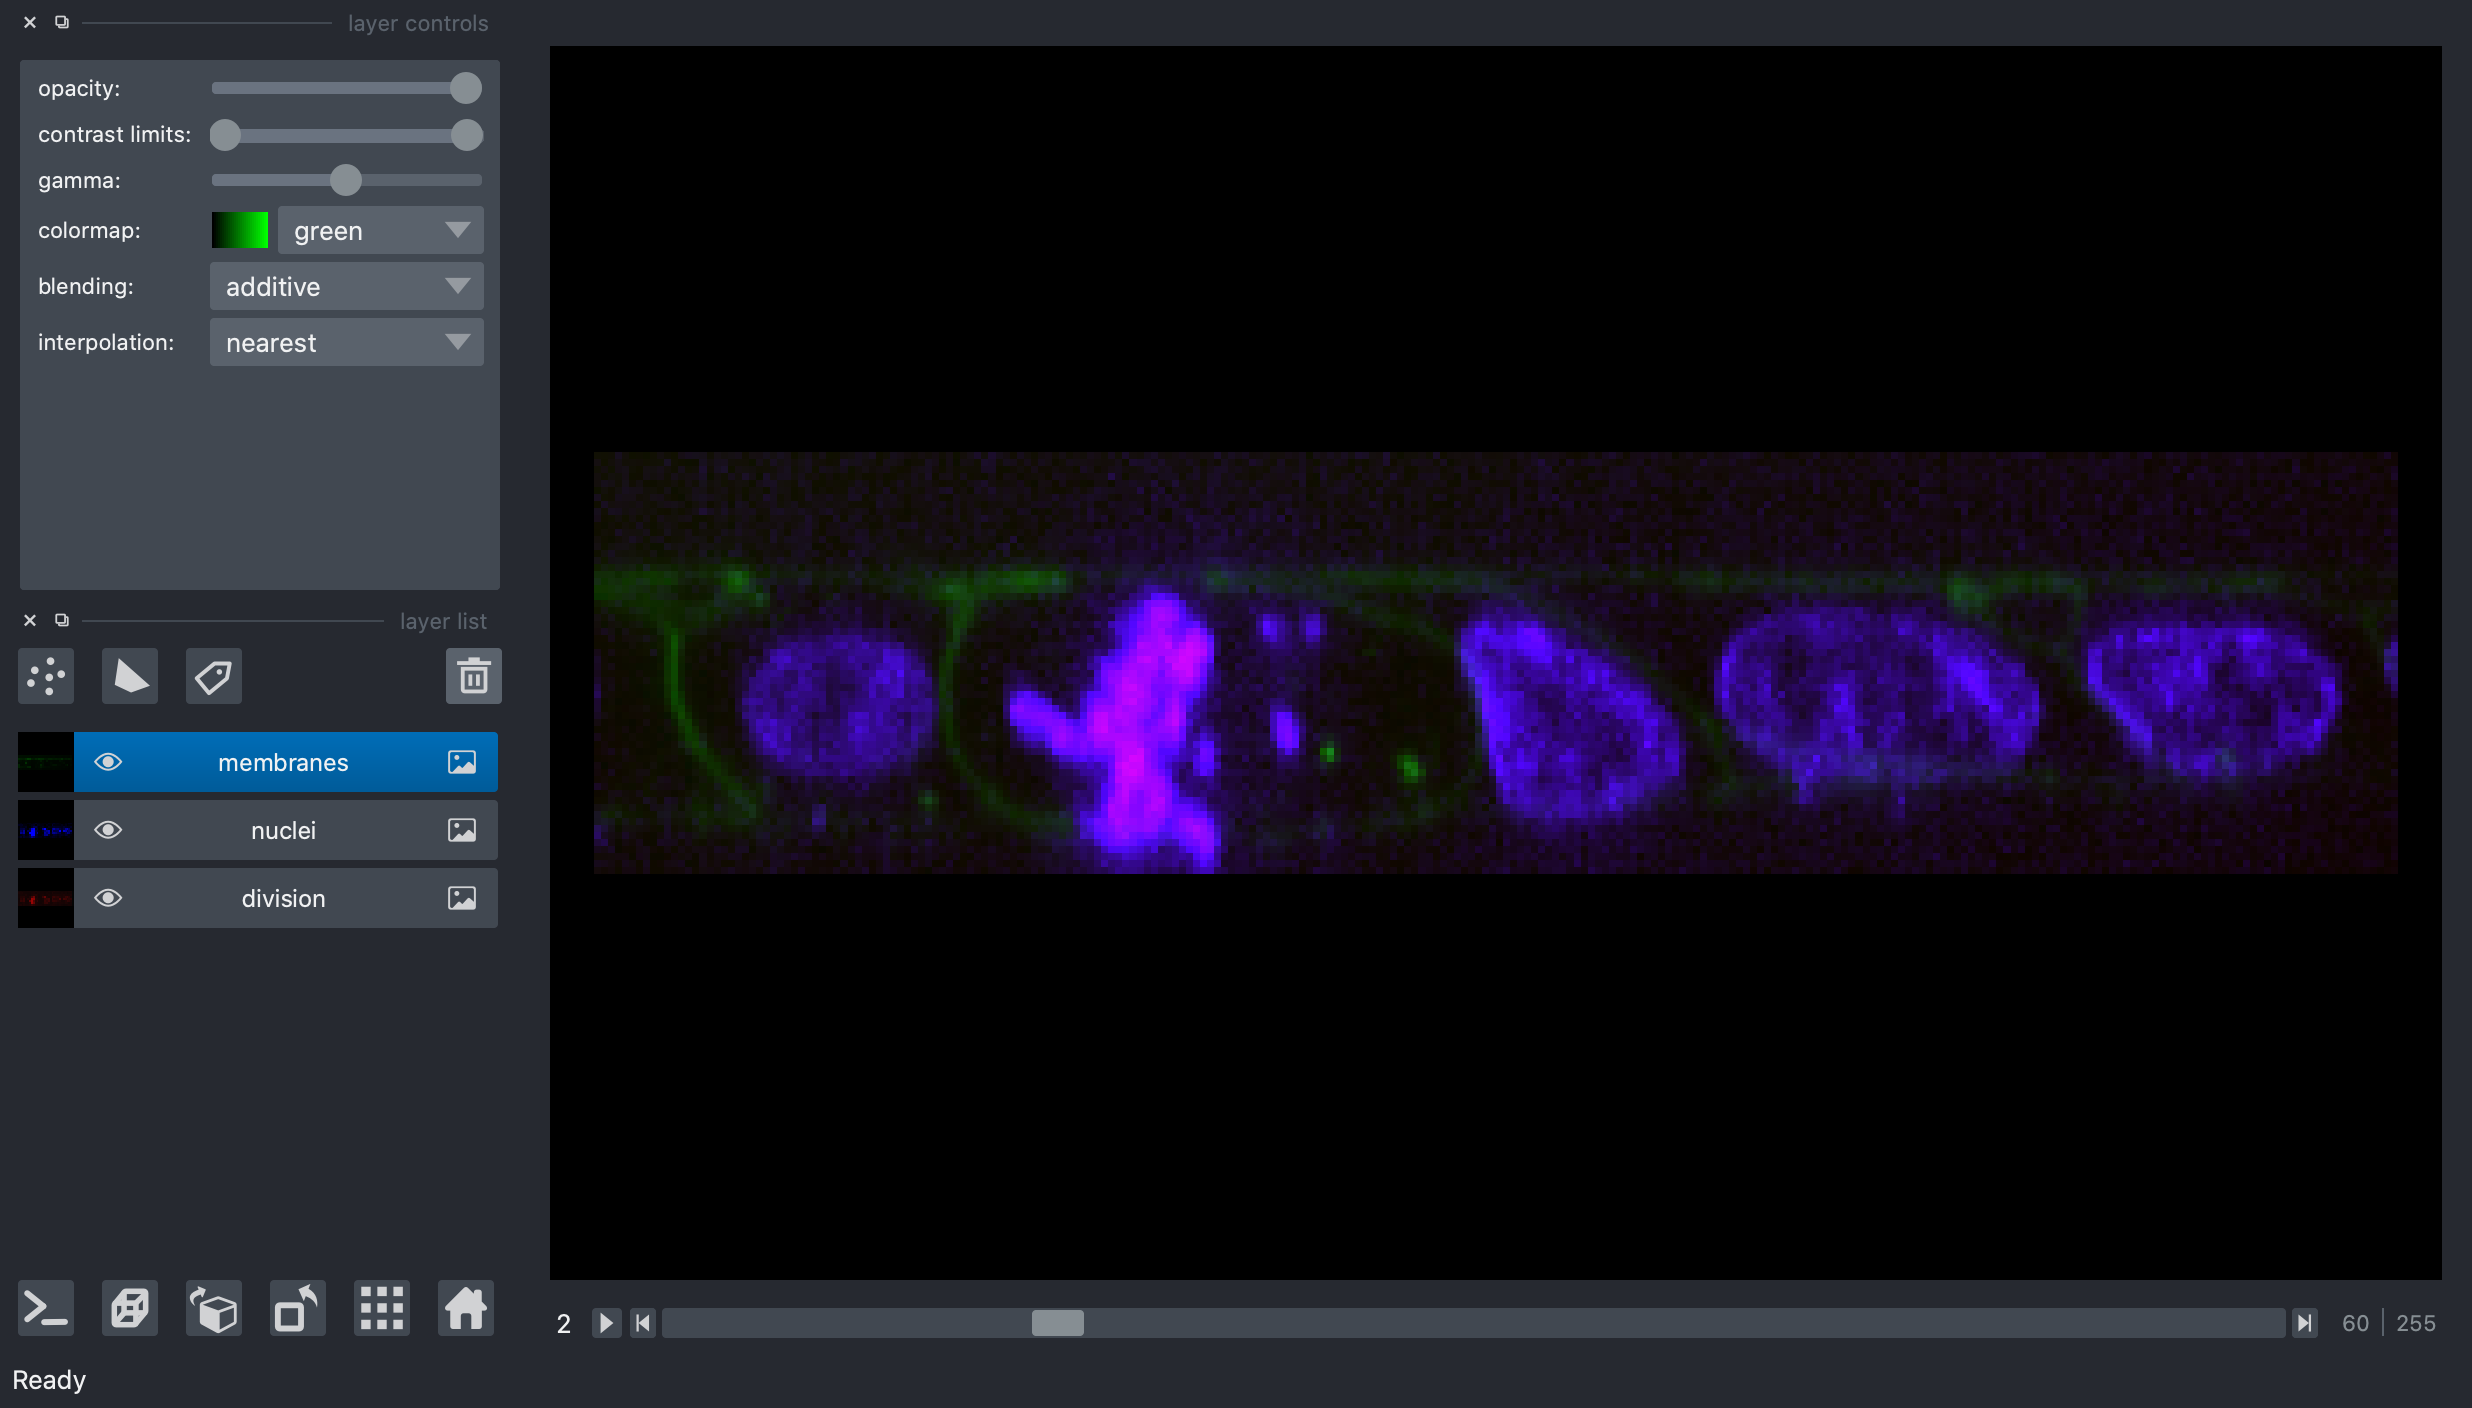 layer controls
opacity:
contrast limits:
gamma:
colormap: green
blending: additive
interpolation: nearest
layer list
membranes
nuclei
division
2 60 255
Ready